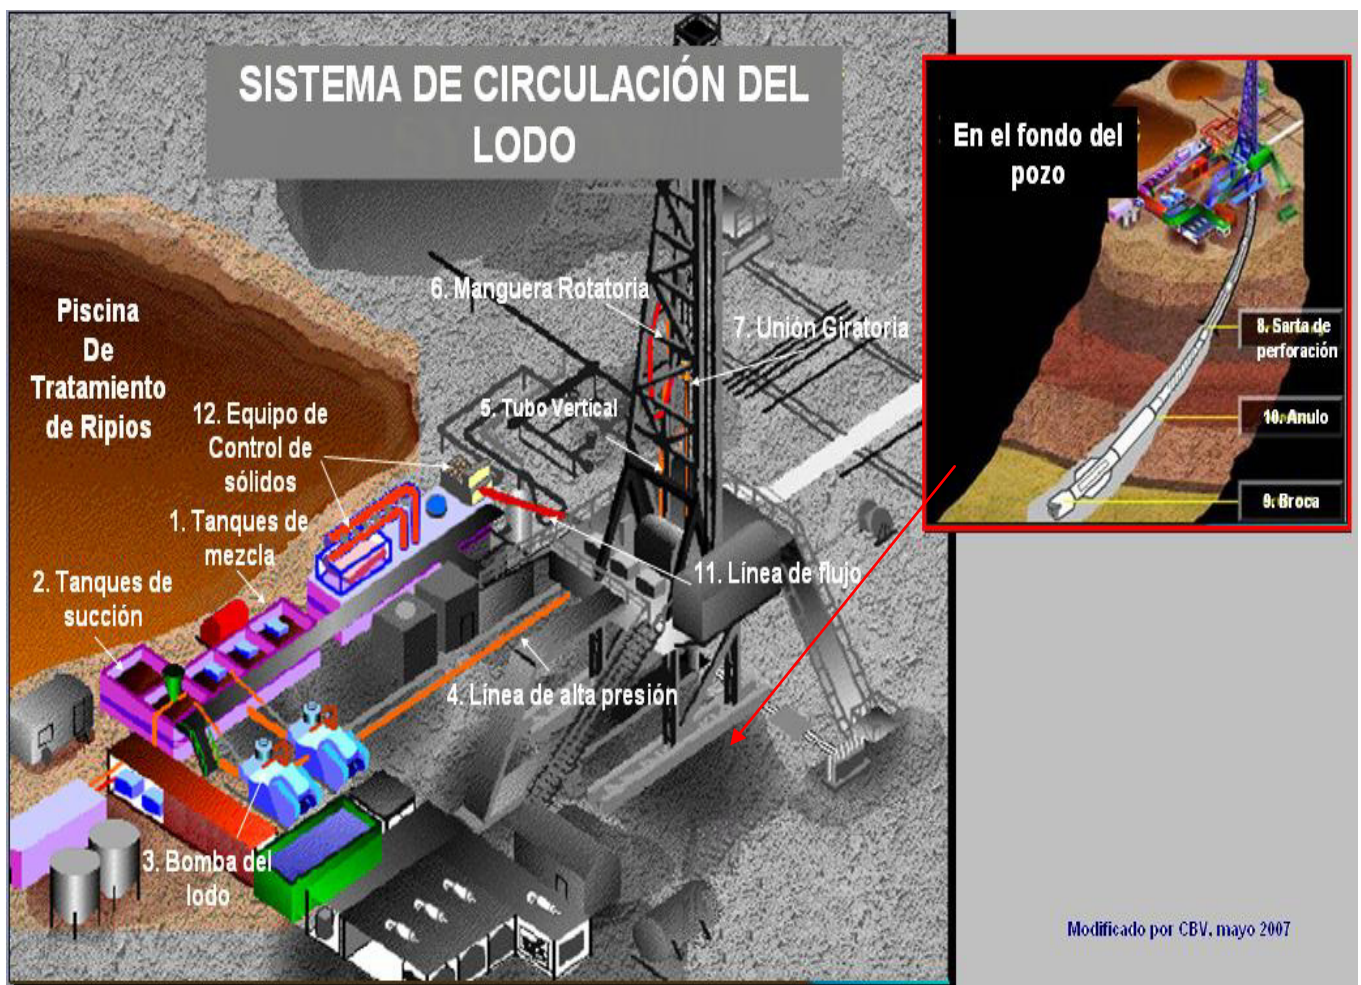 SISTEMA DE CIRCULACIÓN DEL
LODO
En el fondo del
pozo
Piscina
De
Tratamiento
de Ripios
6. Manguera Rotatoria
7. Unión Giratoria
8. Sarta de
perforación
12. Equipo de
Control de
sólidos
5. Tubo Vertical
10. Anulo
1. Tanques de
mezcla
9. Broca
2. Tanques de
succión
11. Línea de flujo
4. Línea de alta presión
3. Bomba del
lodo
Modificado por CBV, mayo 2007